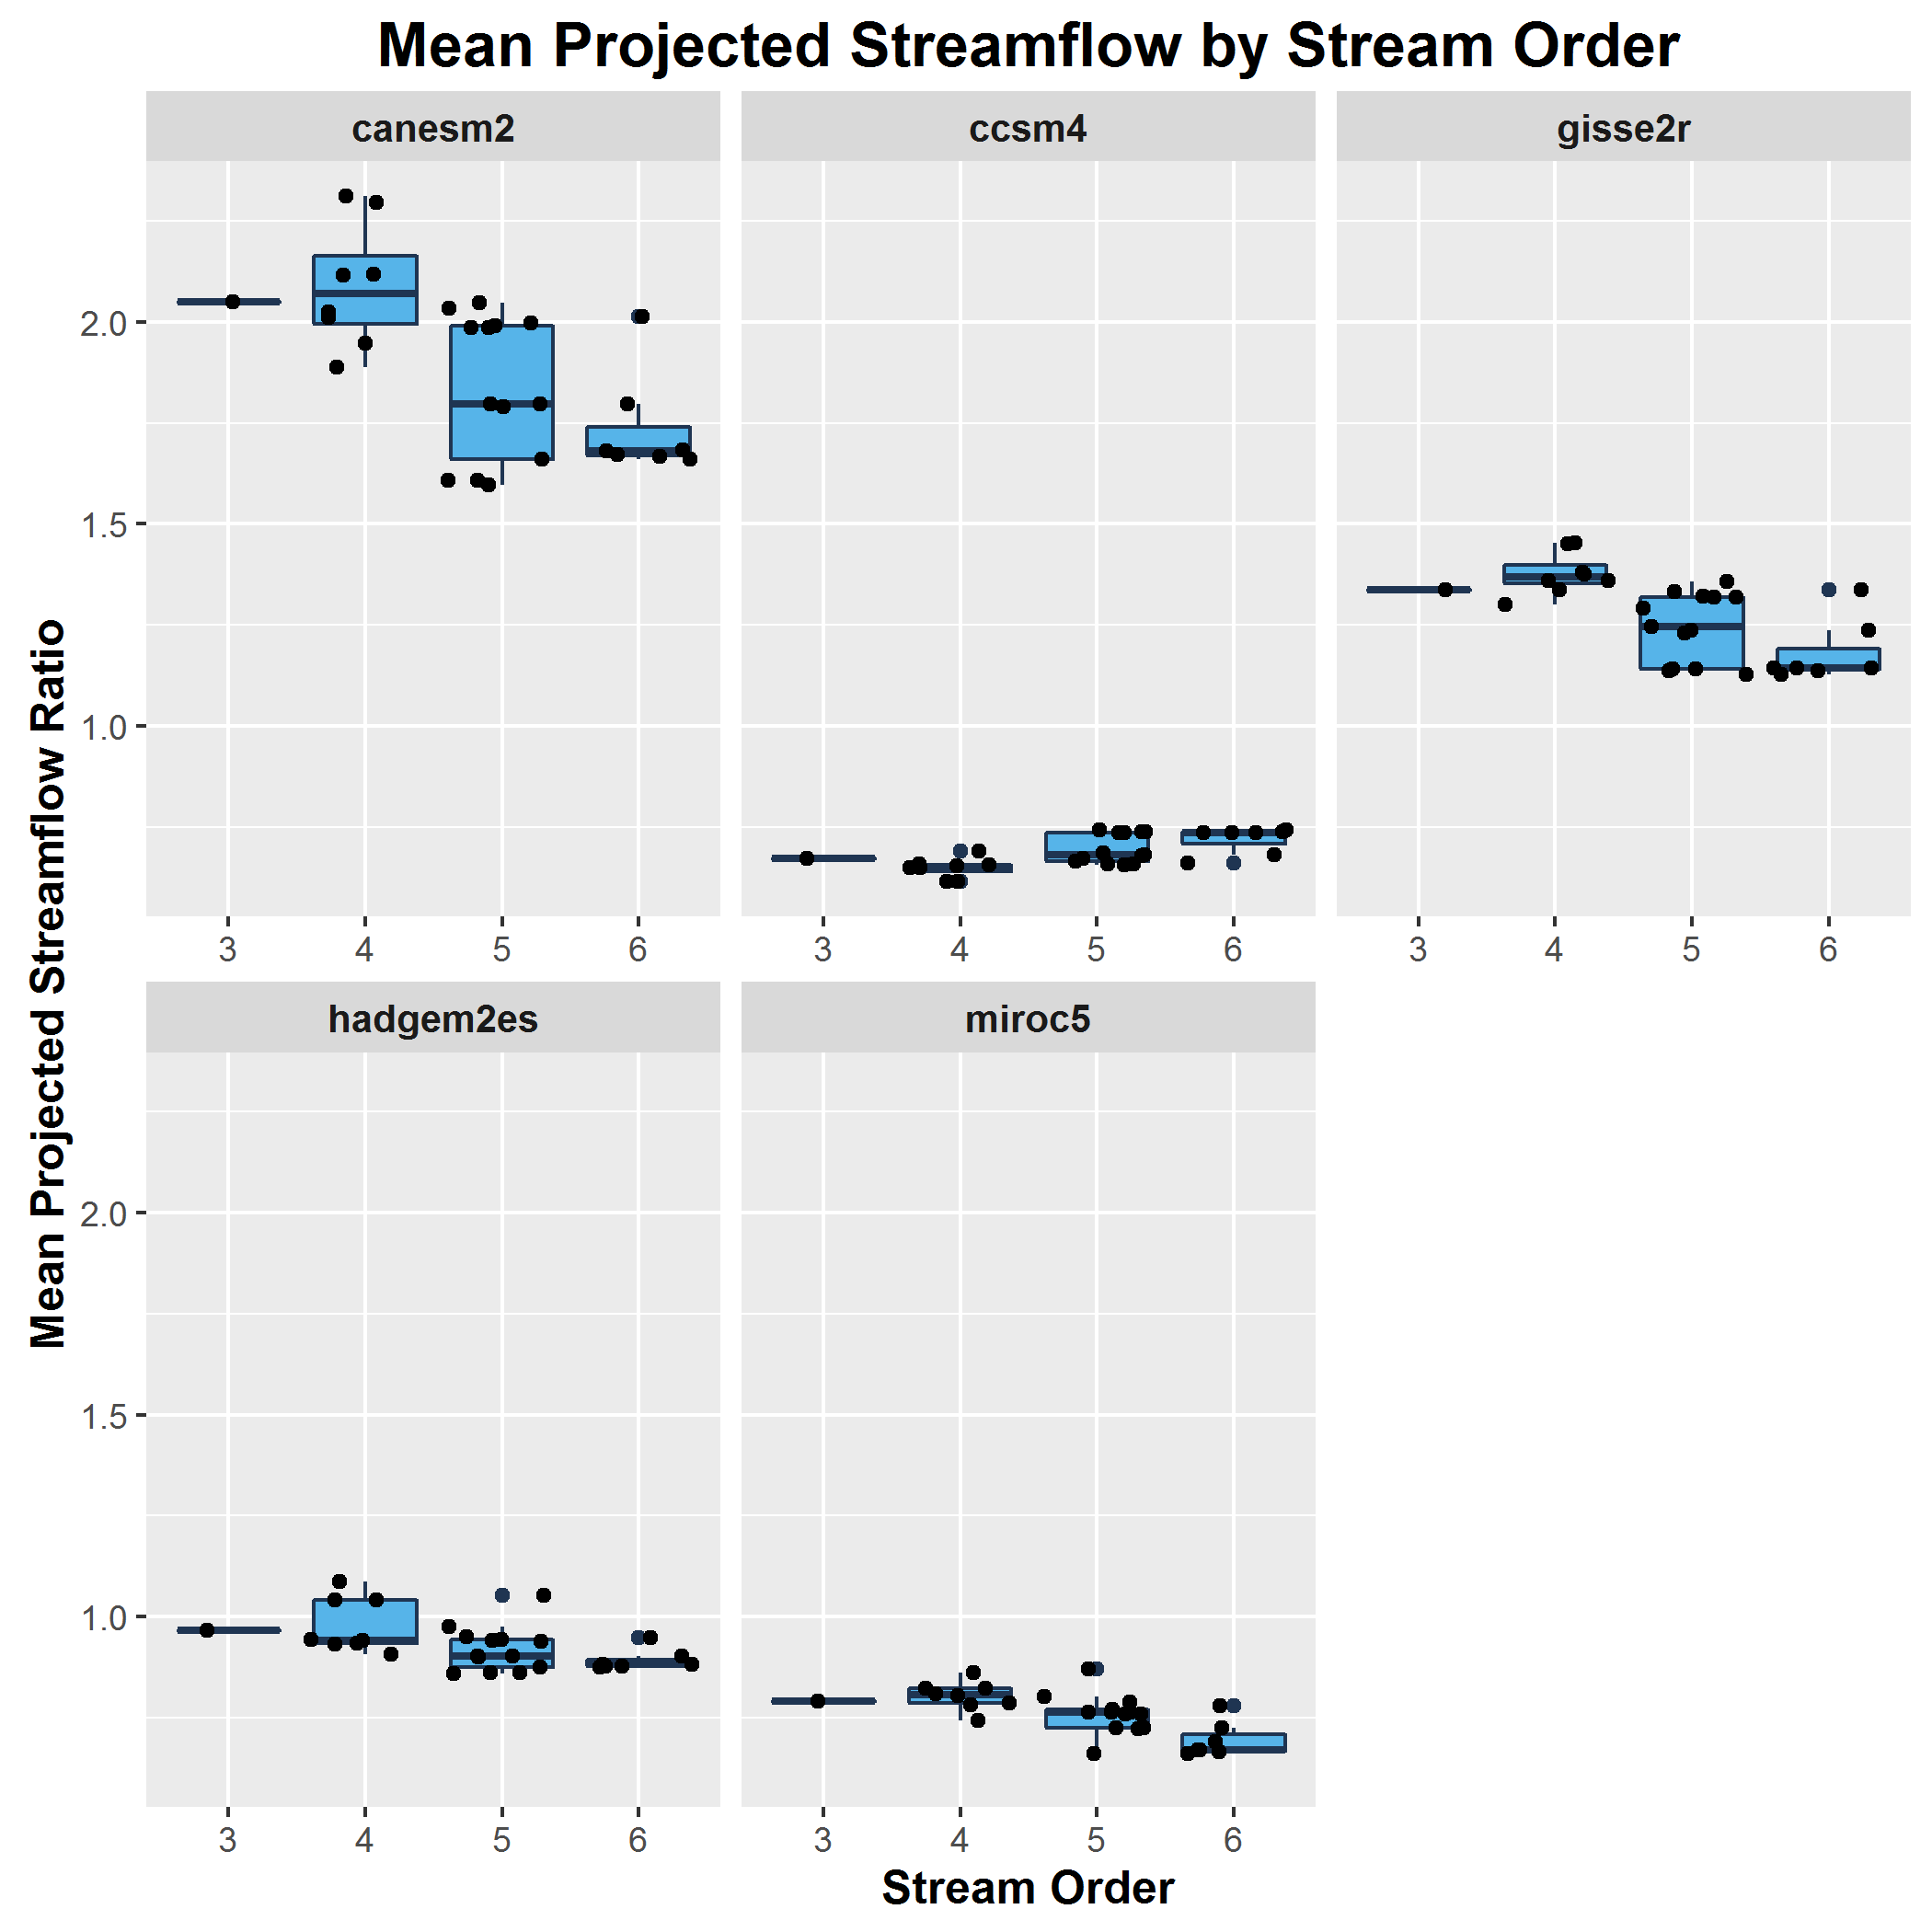 Mean Projected Streamflow by Stream Order
canesm2 ccsm4 gisse2r
2.0
1.5
1.0
3 4 5 6 3 4 5 6 3 4 5 6
Mean Projected Streamflow Ratio
hadgem2es miroc5
2.0
1.5
1.0
3 4 5 6 3 4 5 6
Stream Order